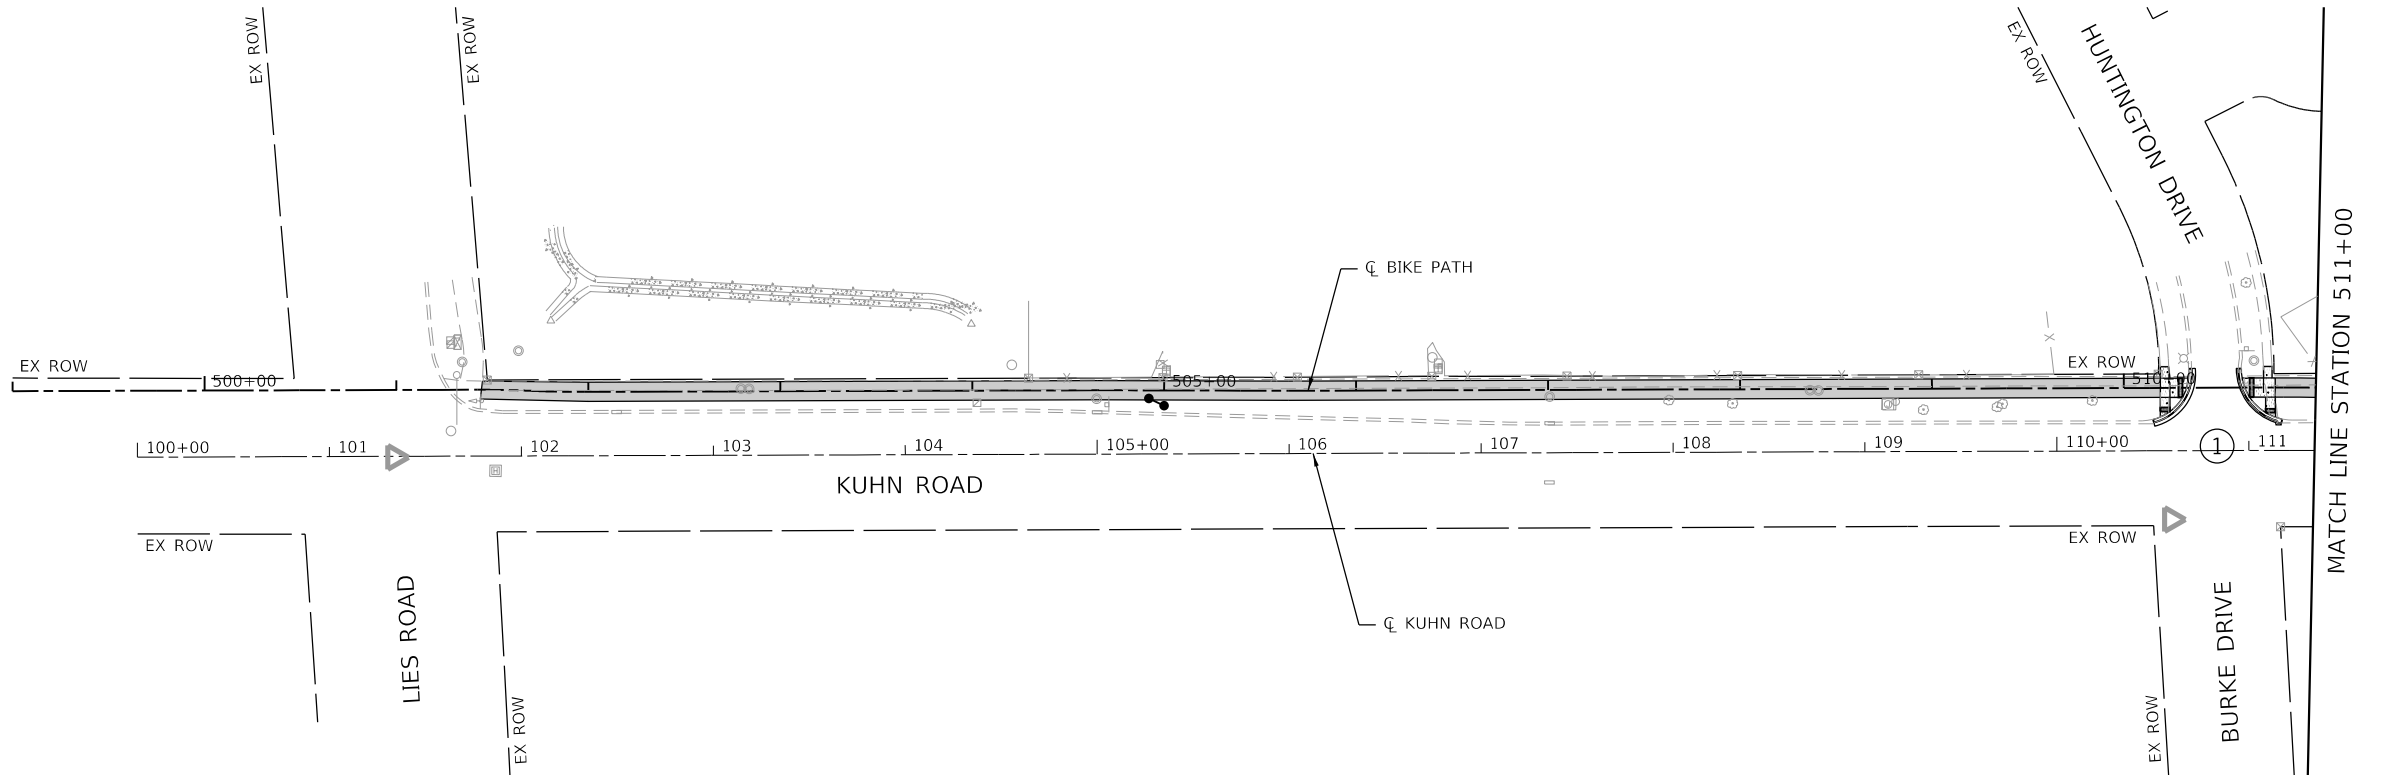 EX ROW
EX ROW
EX ROW
HUNTINGTON DRIVE
MATCH LINE STATION 511+00
℄ BIKE PATH
EX ROW
500+00
505+00
EX ROW
510+00
100+00
101
102
103
104
105+00
106
107
108
109
110+00
1
111
KUHN ROAD
EX ROW
EX ROW
LIES ROAD
℄ KUHN ROAD
EX ROW
EX ROW
BURKE DRIVE